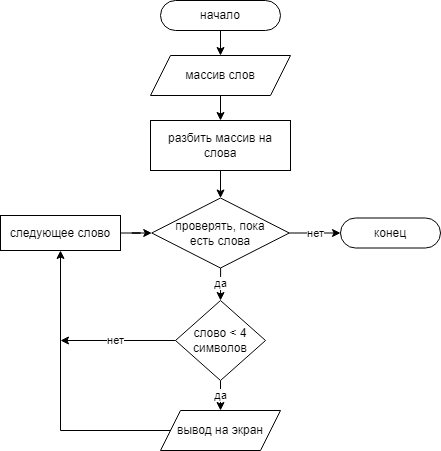 начало
массив слов
разбить массив на
слова
проверять, пока
есть слова
следующее слово
нет
конец
да
слово < 4
символов
нет
да
вывод на экран